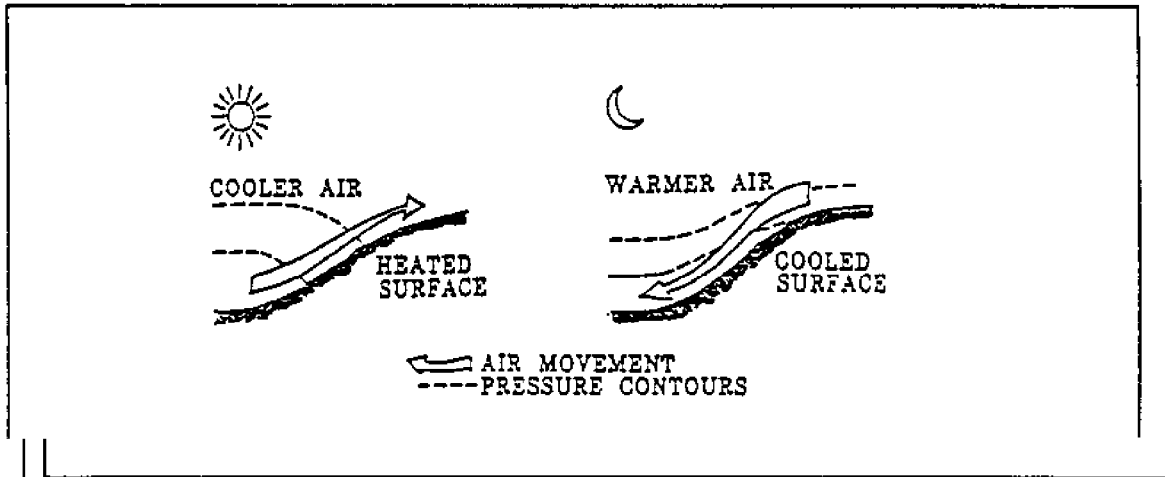 COOLER AIR
HEATED
SURFACE
WARMER AIR
COOLED
SURFACE
AIR MOVEMENT
PRESSURE CONTOURS